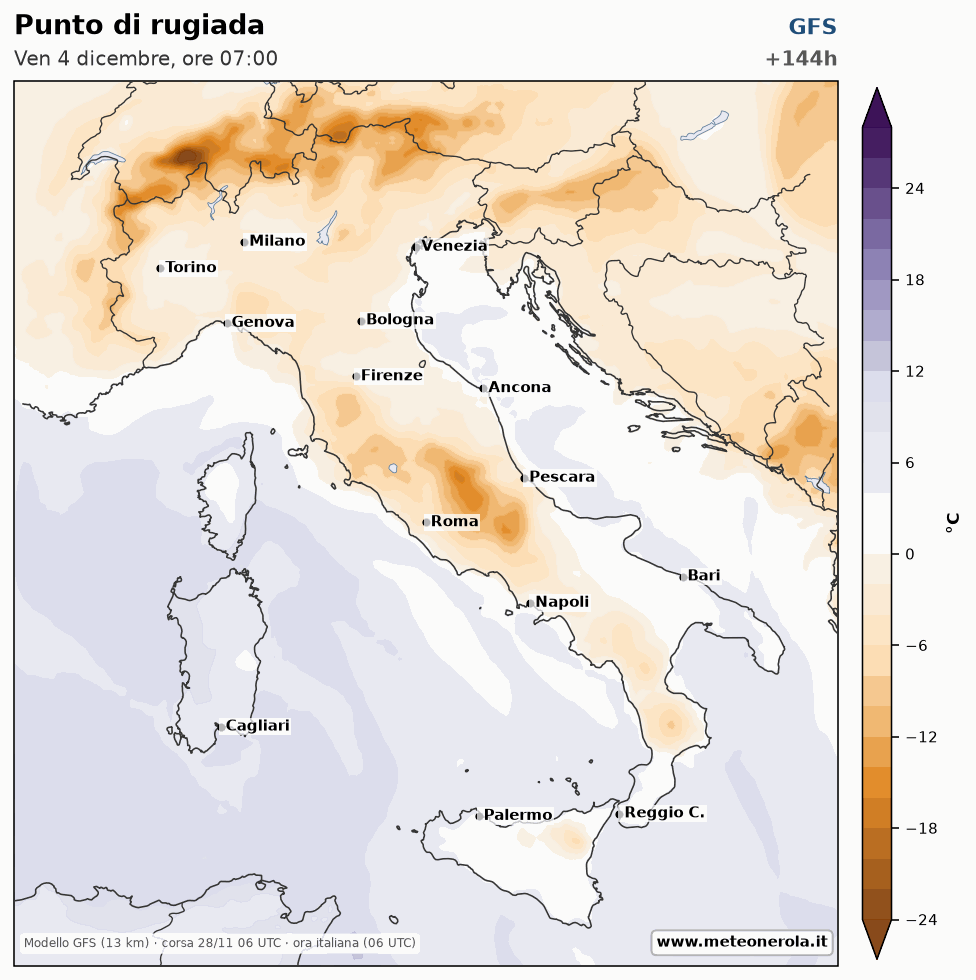 Punto di rugiada
GFS
Ven 4 dicembre, ore 07:00
+144h
Milano
Venezia
Torino
Genova
Bologna
Firenze
Ancona
Pescara
Roma
Bari
Napoli
Cagliari
Palermo
Reggio C.
24
18
12
6
0
−6
−12
−18
−24
°C
Modello GFS (13 km) · corsa 28/11 06 UTC · ora italiana (06 UTC)
www.meteonerola.it